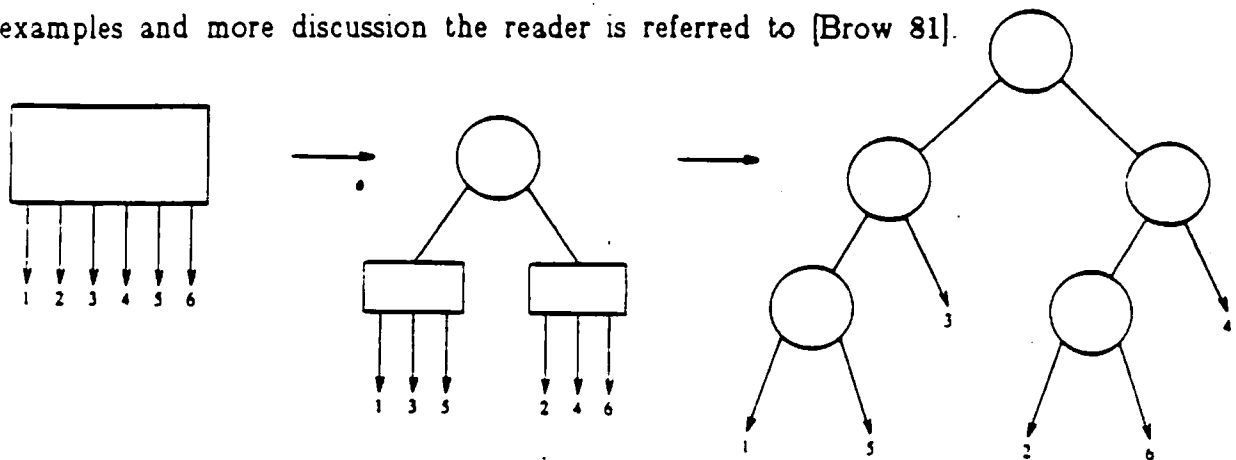 examples and more discussion the reader is referred to [Brow 81].
1 2 3 4 5 6
1 3 5
2 4 6
3
4
1 5
2 6